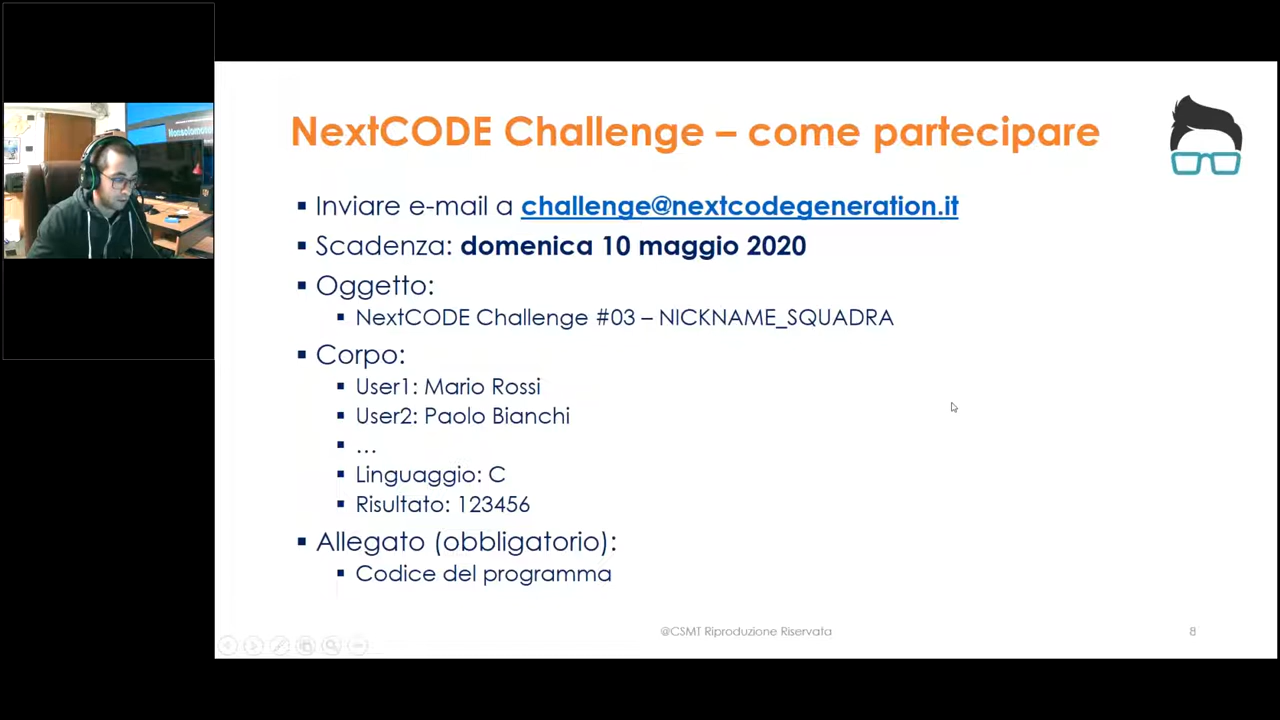 NextCODE Challenge – come partecipare
▪ Inviare e-mail a challenge@nextcodegeneration.it
▪ Scadenza: domenica 10 maggio 2020
▪ Oggetto:
▪ NextCODE Challenge #03 – NICKNAME_SQUADRA
▪ Corpo:
▪ User1: Mario Rossi
▪ User2: Paolo Bianchi
▪ …
▪ Linguaggio: C
▪ Risultato: 123456
▪ Allegato (obbligatorio):
▪ Codice del programma
@CSMT Riproduzione Riservata
8